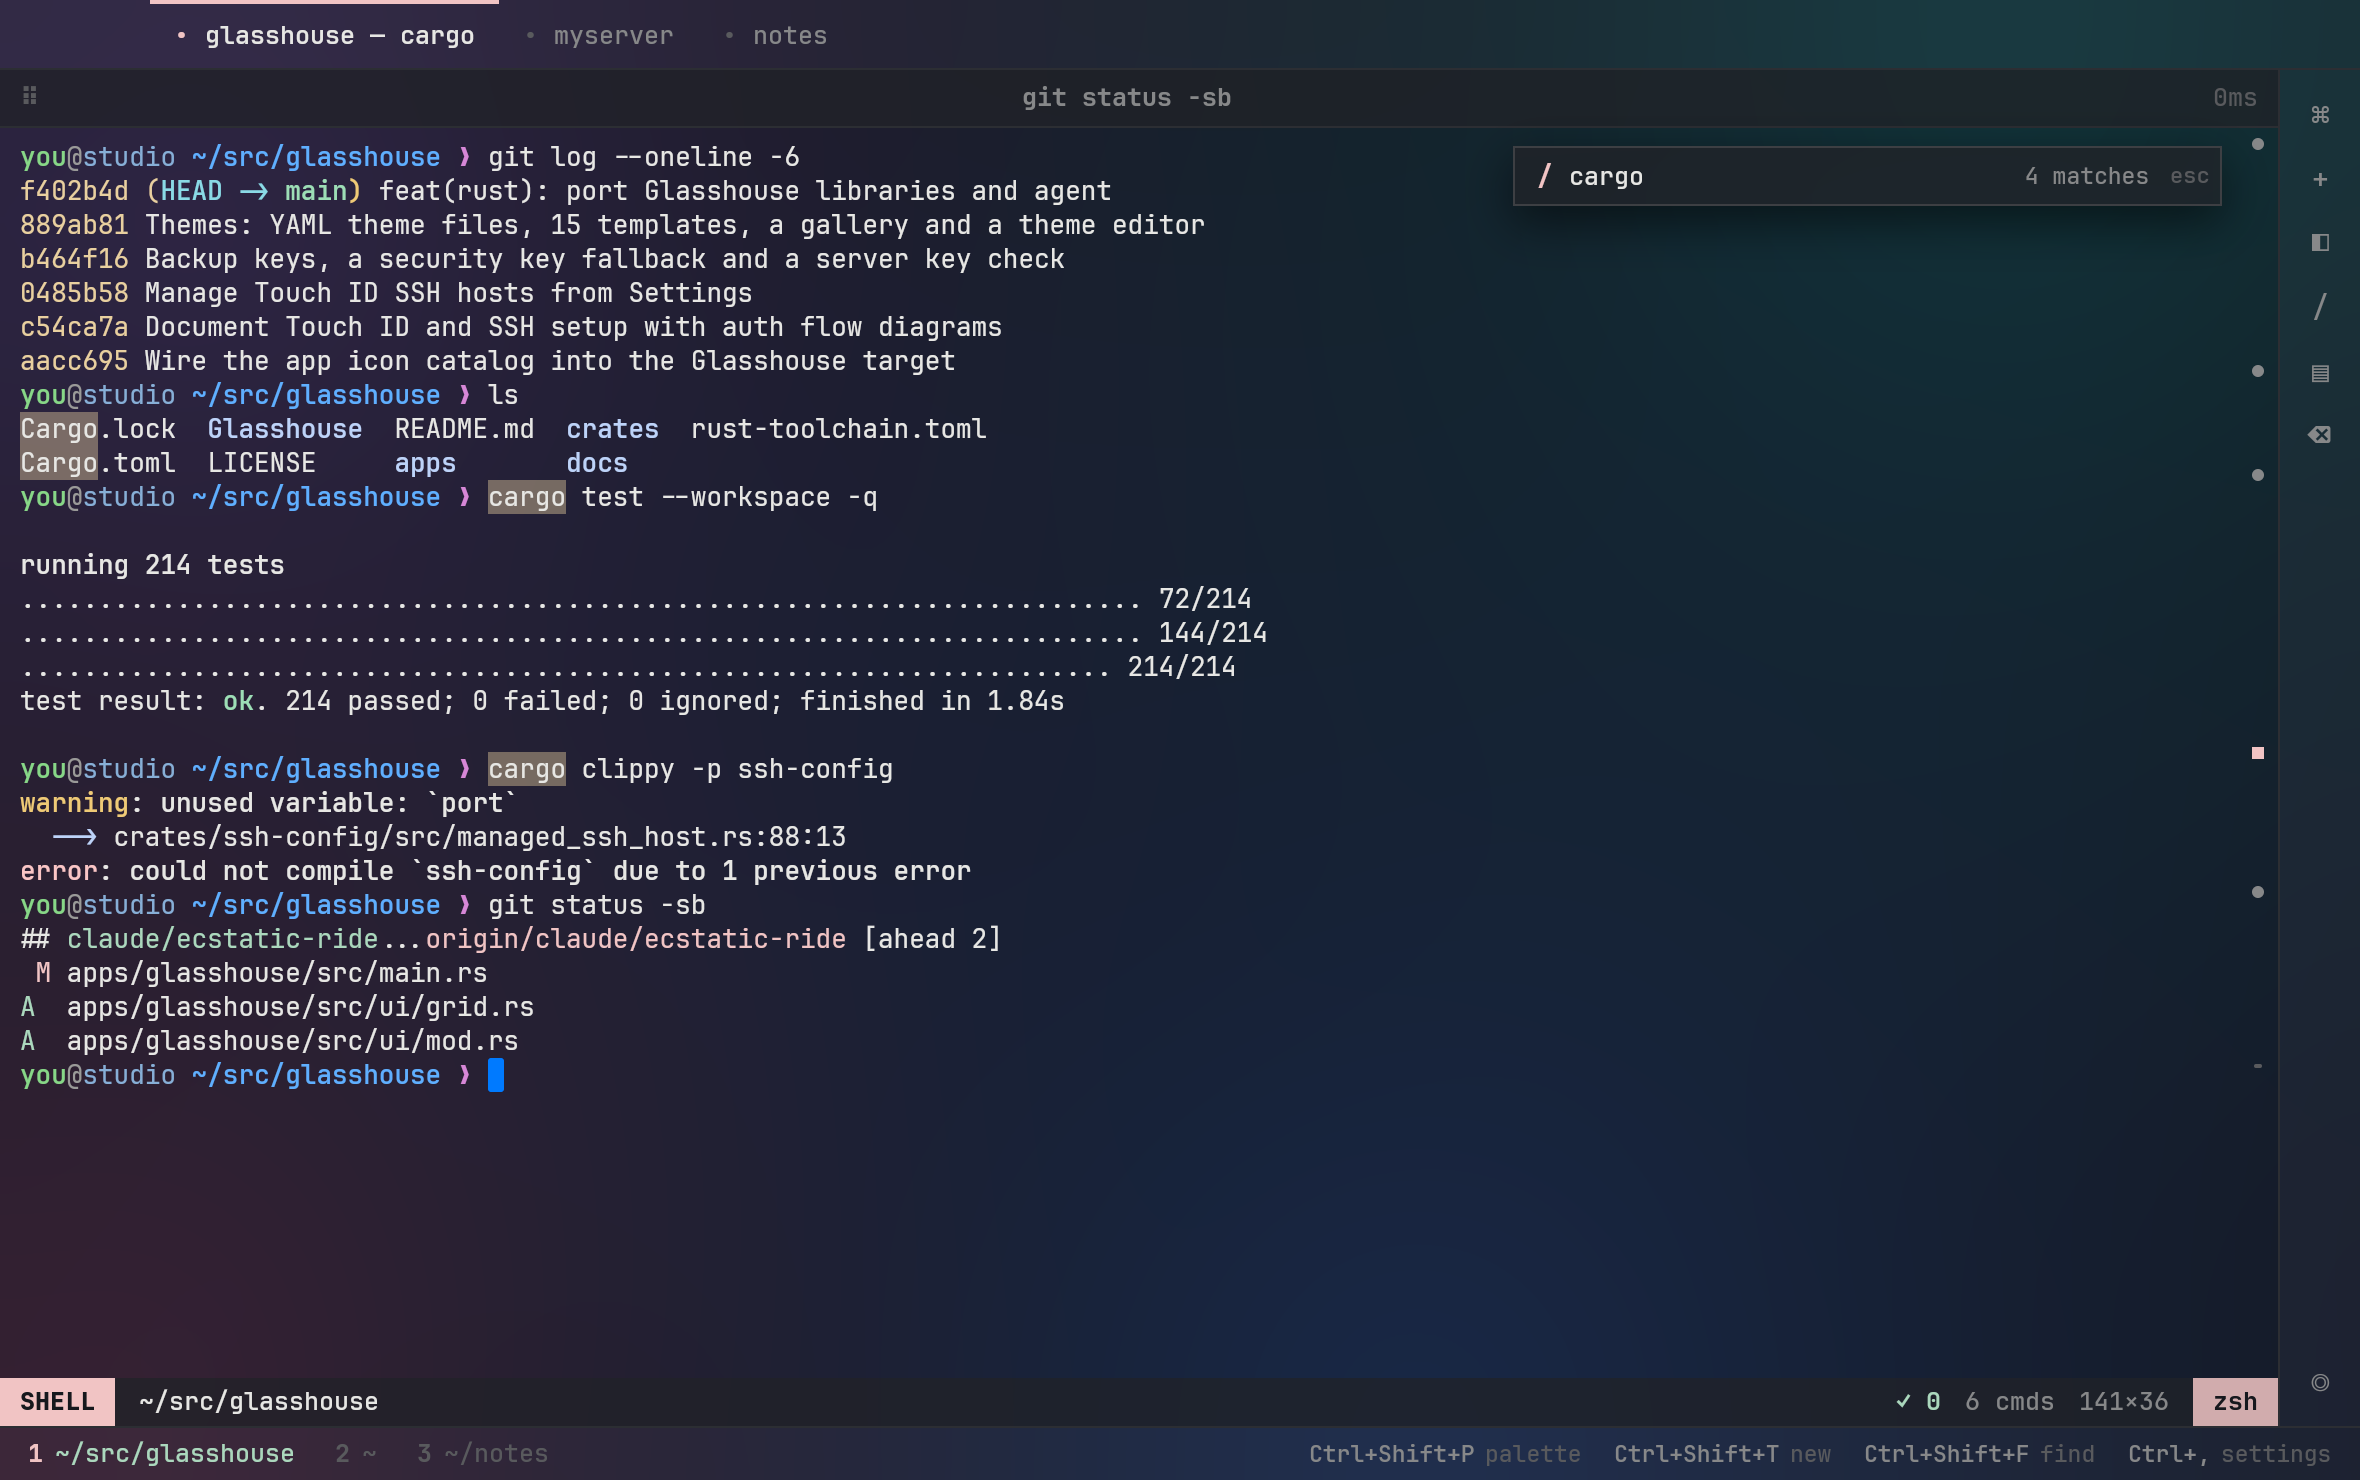 • glasshouse — cargo • myserver • notes
git status -sb 0ms
you@studio ~/src/glasshouse ❯ git log --oneline -6
/ cargo 4 matches esc
f402b4d (HEAD -> main) feat(rust): port Glasshouse libraries and agent
889ab81 Themes: YAML theme files, 15 templates, a gallery and a theme editor
b464f16 Backup keys, a security key fallback and a server key check
0485b58 Manage Touch ID SSH hosts from Settings
c54ca7a Document Touch ID and SSH setup with auth flow diagrams
aacc695 Wire the app icon catalog into the Glasshouse target
you@studio ~/src/glasshouse ❯ ls
Cargo.lock  Glasshouse  README.md  crates  rust-toolchain.toml
Cargo.toml  LICENSE     apps       docs
you@studio ~/src/glasshouse ❯ cargo test --workspace -q
running 214 tests
........................................................................ 72/214
........................................................................ 144/214
...................................................................... 214/214
test result: ok. 214 passed; 0 failed; 0 ignored; finished in 1.84s
you@studio ~/src/glasshouse ❯ cargo clippy -p ssh-config
warning: unused variable: `port`
  --> crates/ssh-config/src/managed_ssh_host.rs:88:13
error: could not compile `ssh-config` due to 1 previous error
you@studio ~/src/glasshouse ❯ git status -sb
## claude/ecstatic-ride...origin/claude/ecstatic-ride [ahead 2]
 M apps/glasshouse/src/main.rs
A  apps/glasshouse/src/ui/grid.rs
A  apps/glasshouse/src/ui/mod.rs
you@studio ~/src/glasshouse ❯
SHELL ~/src/glasshouse ✓ 0 6 cmds 141×36 zsh
1 ~/src/glasshouse 2 ~ 3 ~/notes Ctrl+Shift+P palette Ctrl+Shift+T new Ctrl+Shift+F find Ctrl+, settings